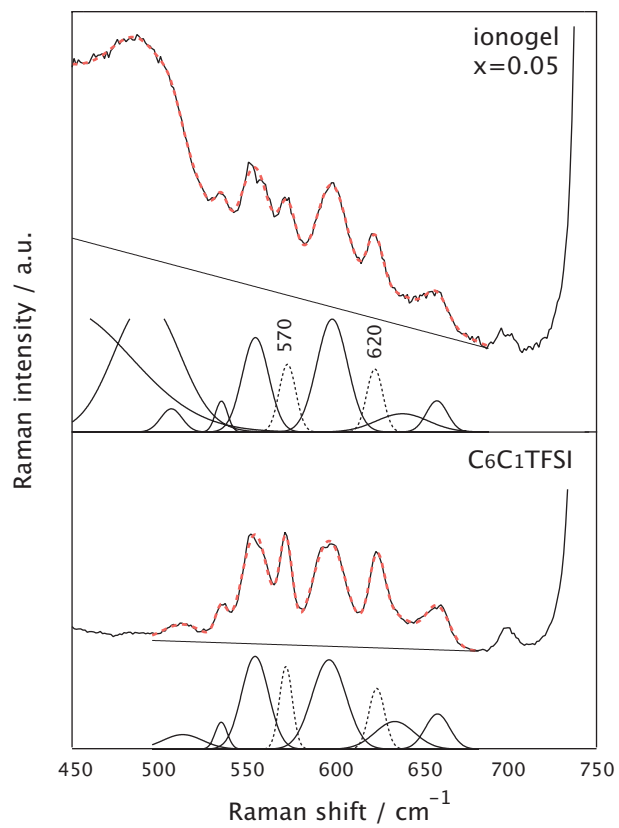 ionogel
x=0.05
570
620
C6C1TFSI
Raman intensity / a.u.
450 500 550 600 650 700 750
Raman shift / cm⁻¹